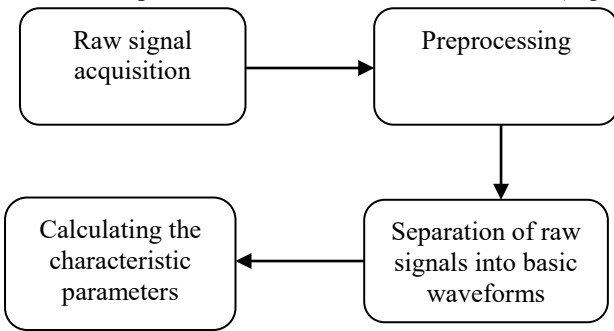 Raw signal
acquisition
Preprocessing
Separation of raw
signals into basic
waveforms
Calculating the
characteristic
parameters